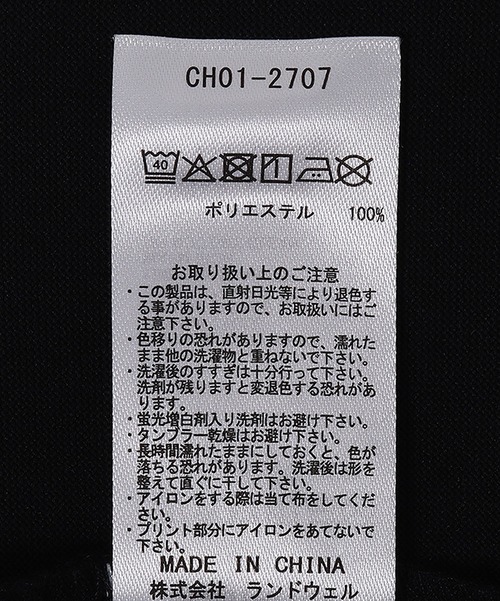 CH01-2707
40
ポリエステル 100%
お取り扱い上のご注意
・この製品は、直射日光等により退色す
る事がありますので、お取扱いにはご
注意下さい。
・色移りの恐れがありますので、濡れた
まま他の洗濯物と重ねないで下さい。
・洗濯後のすすぎは十分行って下さい。
洗剤が残りますと変退色する恐れがあ
ります。
・蛍光増白剤入り洗剤はお避け下さい。
・タンブラー乾燥はお避け下さい。
・長時間濡れたままにしておくと、色が
落ちる恐れがあります。洗濯後は形を
整えて直ぐに干して下さい。
・アイロンをする際は当て布をしてくだ
さい。
・プリント部分にアイロンをあてないで
下さい。
MADE IN CHINA
株式会社 ランドウェル